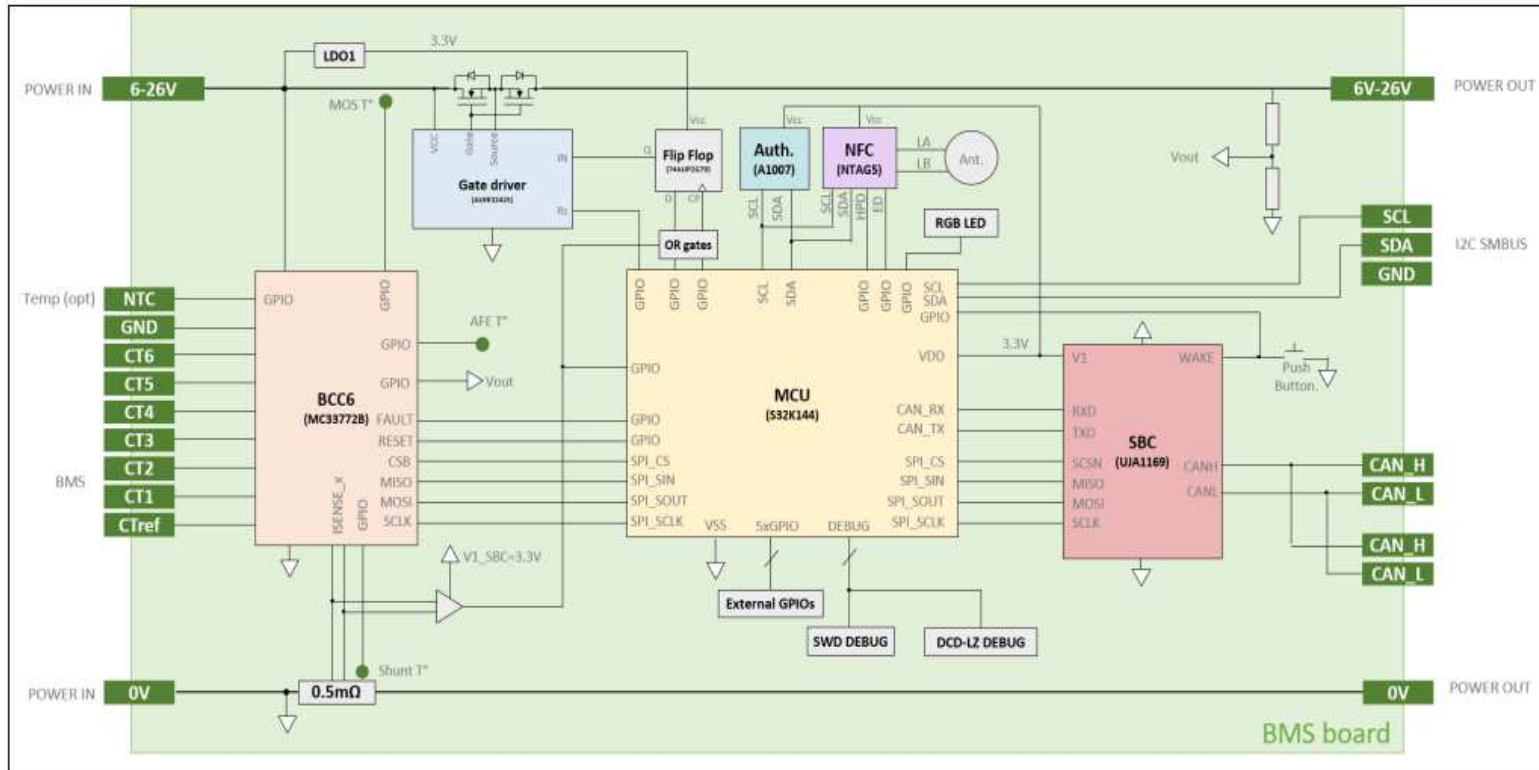 LDO1
3.3V
POWER IN
6-26V
6V-26V
POWER OUT
MOS T°
VCC
Gate
Source
IN
Rs
Gate driver
Q
Vcc
Flip Flop
D
CP
OR gates
Vcc
Auth.
(A1007)
SCL
SDA
Vcc
NFC
(NTAG5)
SCL
SDA
HPD
ED
LA
LB
Ant.
RGB LED
Vout
SCL
SDA
GND
I2C SMBUS
Temp (opt)
NTC
GND
CT6
CT5
CT4
CT3
CT2
CT1
CTref
BMS
GPIO
GPIO
GPIO
AFE T°
GPIO
Vout
BCC6
(MC33772B)
FAULT
RESET
CSB
MISO
MOSI
SCLK
ISENSE_x
GPIO
GPIO
GPIO
GPIO
SCL
SDA
GPIO
GPIO
GPIO
SCL
SDA
GPIO
VDD
3.3V
GPIO
MCU
(S32K144)
GPIO
GPIO
SPI_CS
SPI_SIN
SPI_SOUT
SPI_SCLK
CAN_RX
CAN_TX
SPI_CS
SPI_SIN
SPI_SOUT
SPI_SCLK
VSS
5xGPIO
DEBUG
External GPIOs
SWD DEBUG
DCD-LZ DEBUG
V1
WAKE
Push
Button.
RXD
TXD
SBC
(UJA1169)
SCSN
MISO
MOSI
SCLK
CANH
CANL
CAN_H
CAN_L
CAN_H
CAN_L
V1_SBC=3.3V
Shunt T°
POWER IN
0V
0.5mΩ
0V
POWER OUT
BMS board